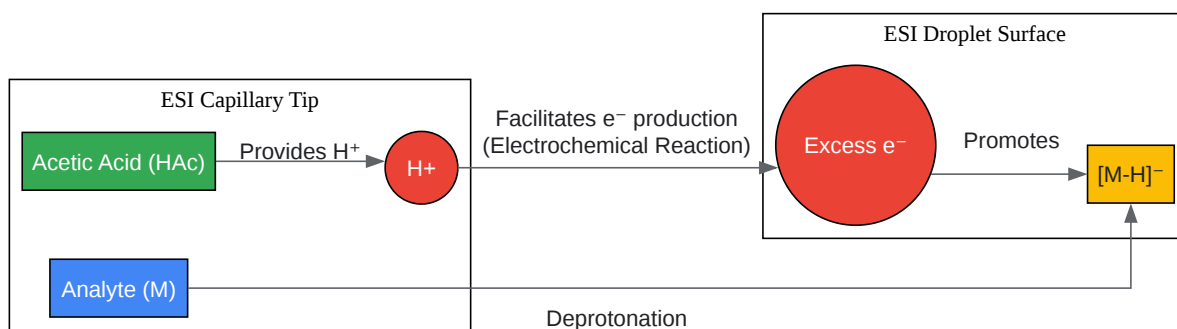 ESI Droplet Surface
ESI Capillary Tip
Acetic Acid (HAc)
Provides H⁺
H+
Facilitates e⁻ production
(Electrochemical Reaction)
Excess e⁻
Promotes
[M-H]⁻
Analyte (M)
Deprotonation